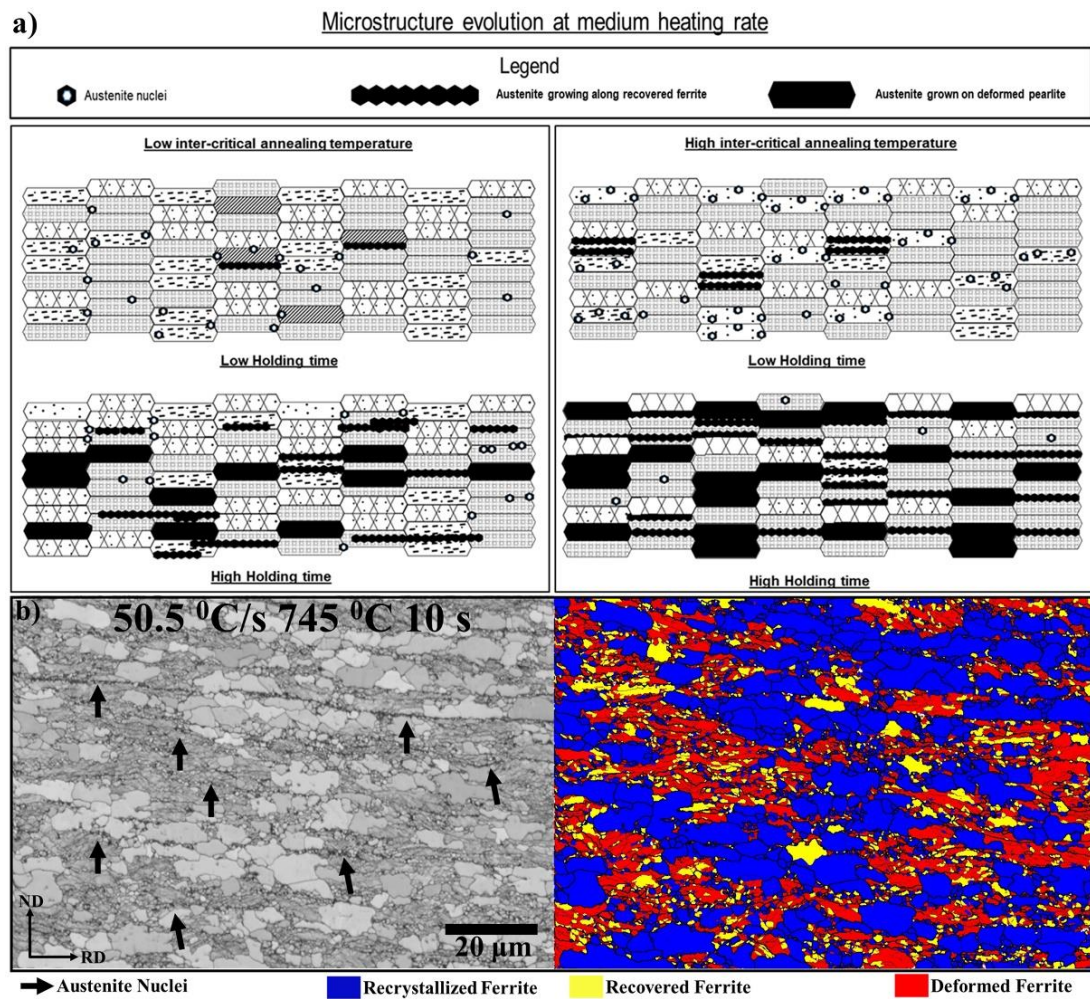 a)
Microstructure evolution at medium heating rate
Legend
Austenite nuclei
Austenite growing along recovered ferrite
Austenite grown on deformed pearlite
Low inter-critical annealing temperature
High inter-critical annealing temperature
Low Holding time
Low Holding time
High Holding time
High Holding time
b)
50.5 ⁰C/s 745 ⁰C 10 s
ND
RD
20 µm
Austenite Nuclei
Recrystallized Ferrite
Recovered Ferrite
Deformed Ferrite